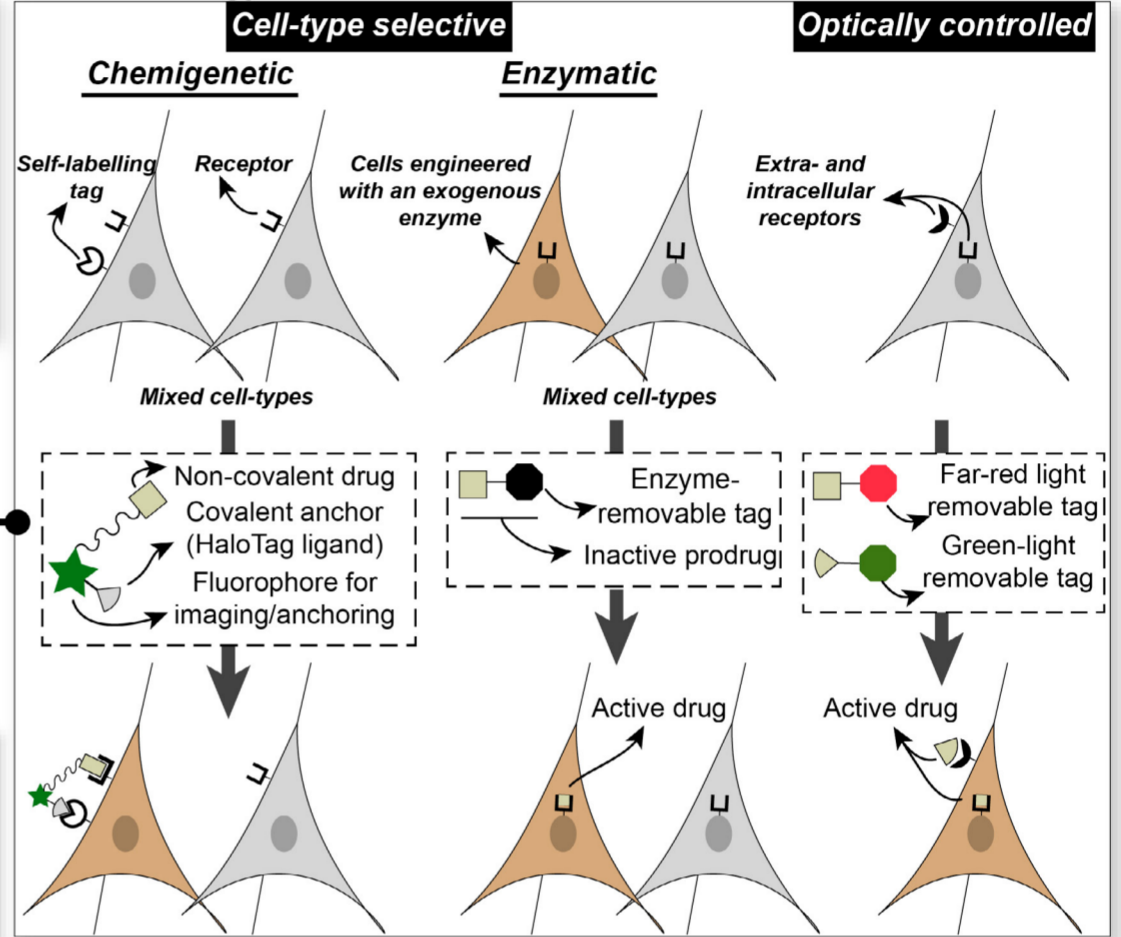 Cell-type selective
Optically controlled
Chemigenetic
Enzymatic
Self-labelling
tag
Receptor
Cells engineered
with an exogenous
enzyme
Extra- and
intracellular
receptors
Mixed cell-types
Mixed cell-types
Non-covalent drug
Covalent anchor
(HaloTag ligand)
Fluorophore for
imaging/anchoring
Enzyme-
removable tag
Inactive prodrug
Far-red light
removable tag
Green-light
removable tag
Active drug
Active drug